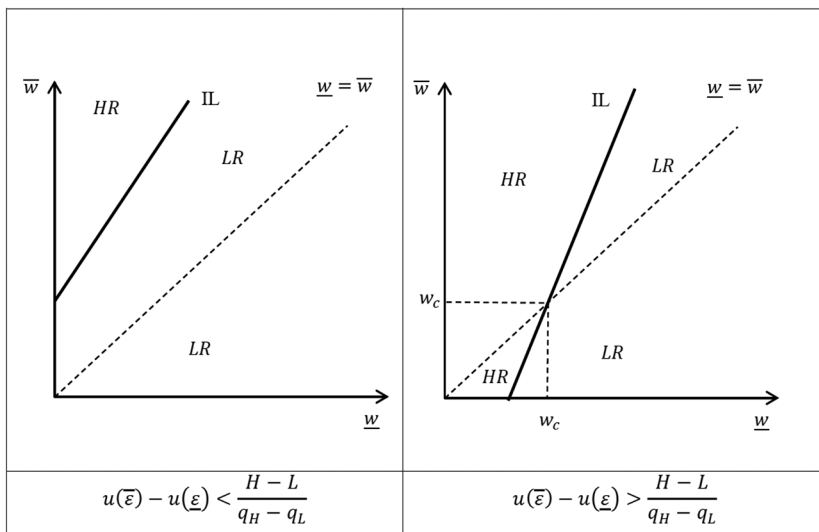 w̅
HR
IL
w̲ = w̅
LR
LR
w̲
u(ε̅) − u(ε̲) < (H − L)/(q_H − q_L)
w̅
HR
IL
w̲ = w̅
LR
w_c
LR
HR
w_c
w̲
u(ε̅) − u(ε̲) > (H − L)/(q_H − q_L)